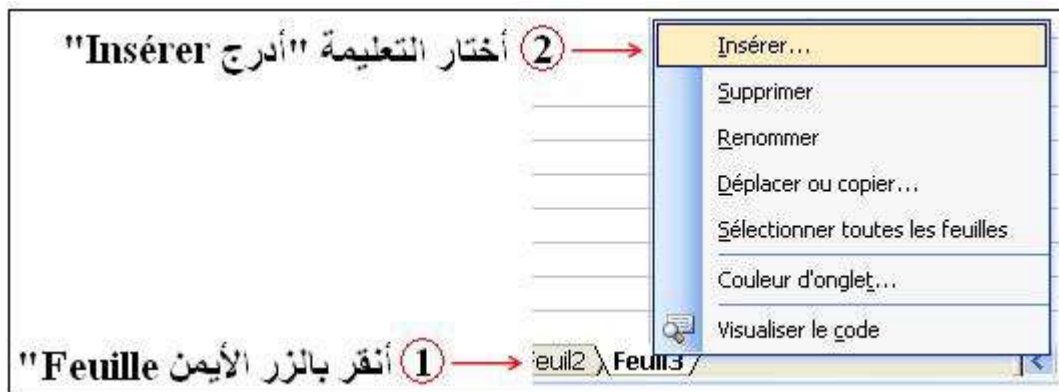 ② أختار التعليمة "أدرج Insérer"
Insérer...
Supprimer
Renommer
Déplacer ou copier...
Sélectionner toutes les feuilles
Couleur d'onglet...
Visualiser le code
① أنقر بالزر الأيمن Feuille"
euil2
Feuil3